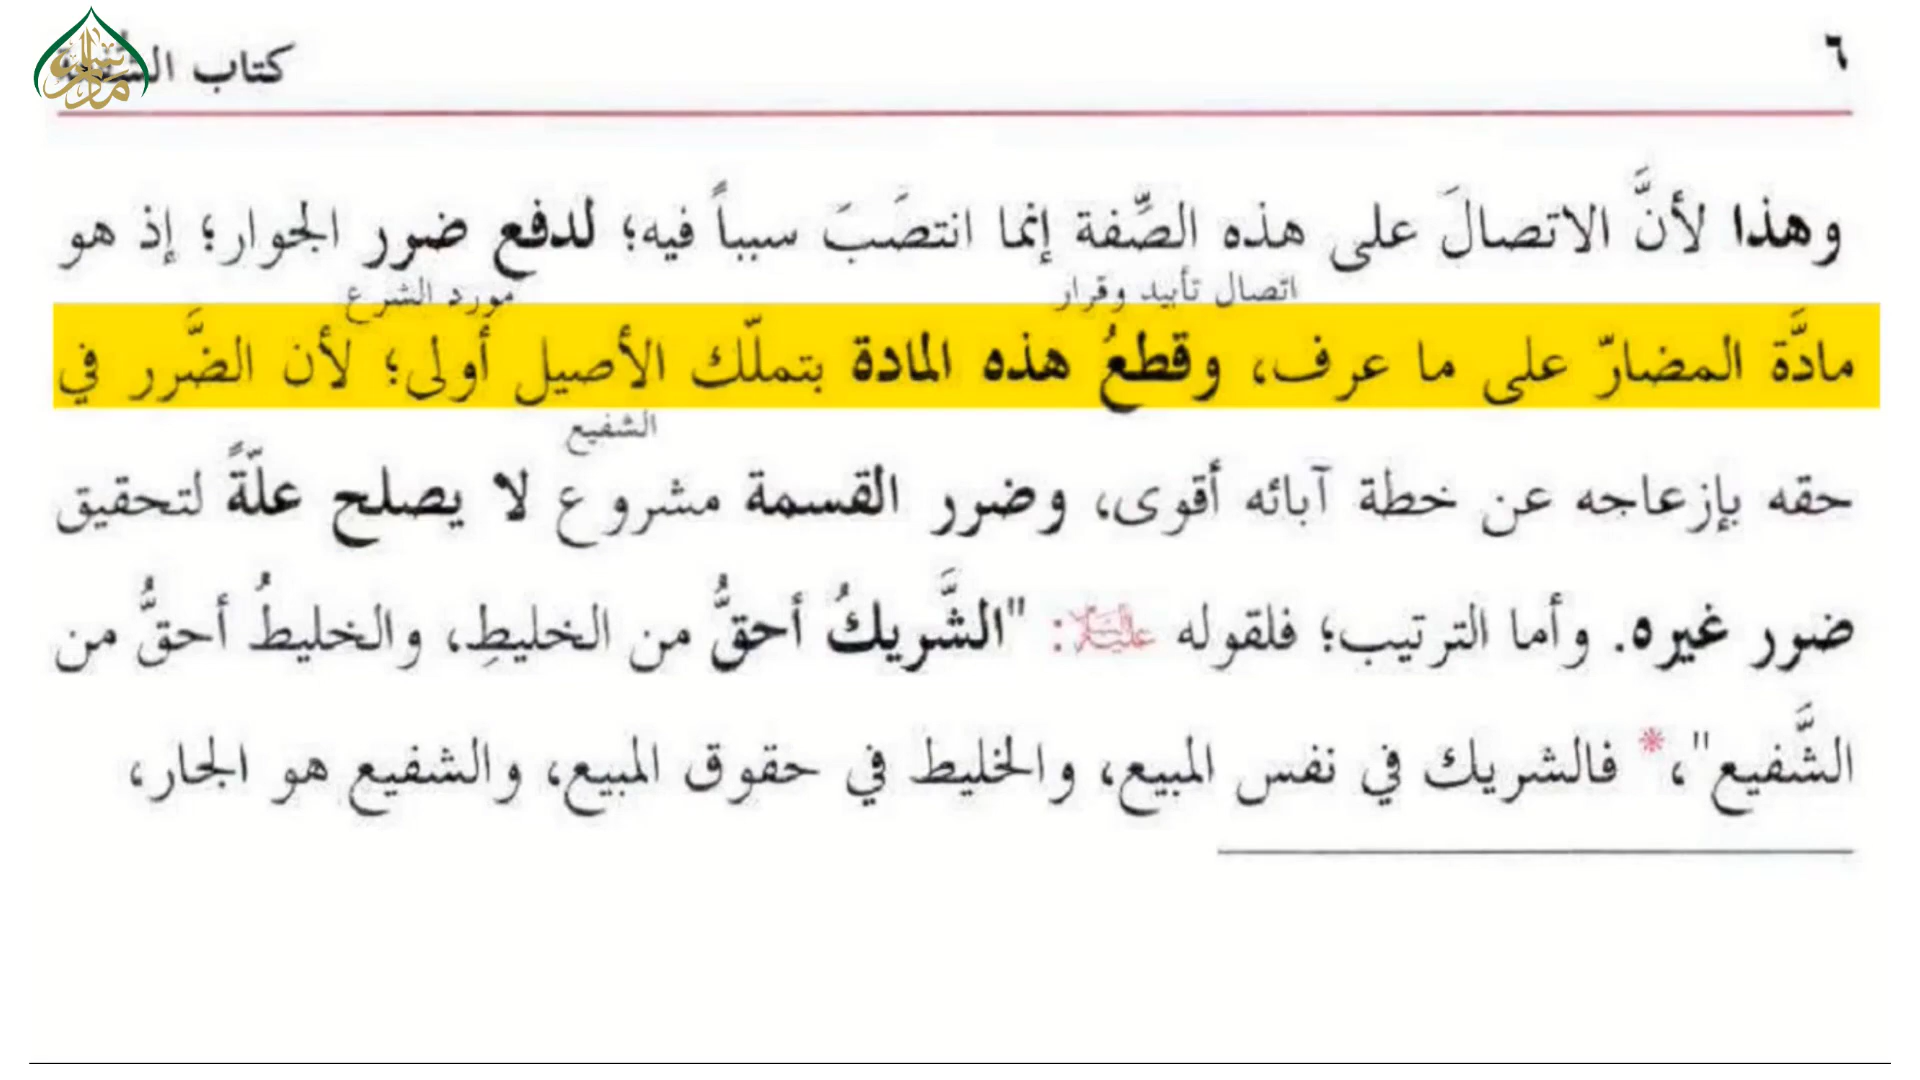 ٦
كتاب الشفعة
وهذا لأنَّ الاتصالَ على هذه الصِّفة إنما انتصَبَ سبباً فيه؛ لدفع ضرر الجوار؛ إذ هو
اتصال تأبيد وقرار
مورد الشرع
مادَّة المضارّ على ما عرف، وقطعُ هذه المادة بتملّك الأصيل أولى؛ لأن الضَّرر في
الشفيع
حقه بإزعاجه عن خطة آبائه أقوى، وضرر القسمة مشروع لا يصلح علّةً لتحقيق
ضرر غيره. وأما الترتيب؛ فلقوله عليه السلام: "الشَّريكُ أحقُّ من الخليطِ، والخليطُ أحقُّ من
الشَّفيع"،* فالشريك في نفس المبيع، والخليط في حقوق المبيع، والشفيع هو الجار،